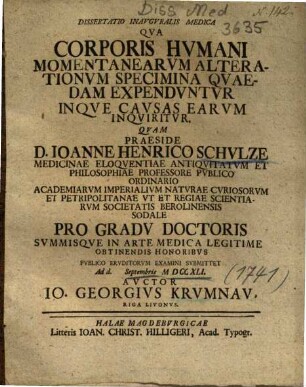 Diss Med
3635
N. 142.
DISSERTATIO INAVGVRALIS MEDICA
QVA
CORPORIS HVMANI
MOMENTANEARVM ALTERA-
TIONVM SPECIMINA QVAE-
DAM EXPENDVNTVR
INQVE CAVSAS EARVM
INQVIRITVR,
QVAM
PRAESIDE
D. IOANNE HENRICO SCHVLZE
MEDICINAE ELOQVENTIAE ANTIQVITATVM ET
PHILOSOPHIAE PROFESSORE PVBLICO
ORDINARIO
ACADEMIARVM IMPERIALIVM NATVRAE CVRIOSORVM
ET PETRIPOLITANAE VT ET REGIAE SCIENTIA-
RVM SOCIETATIS BEROLINENSIS
SODALE
PRO GRADV DOCTORIS
SVMMISQVE IN ARTE MEDICA LEGITIME
OBTINENDIS HONORIBVS
PVBLICO ERVDITORVM EXAMINI SVBMITTET
Ad d. Septembris M DCC XLI.
(1741)
AVCTOR
IO. GEORGIVS KRVMNAV,
RIGA LIVONVS.
HALAE MAGDEBVRGICAE
Litteris IOAN. CHRIST. HILLIGERI, Acad. Typogr.